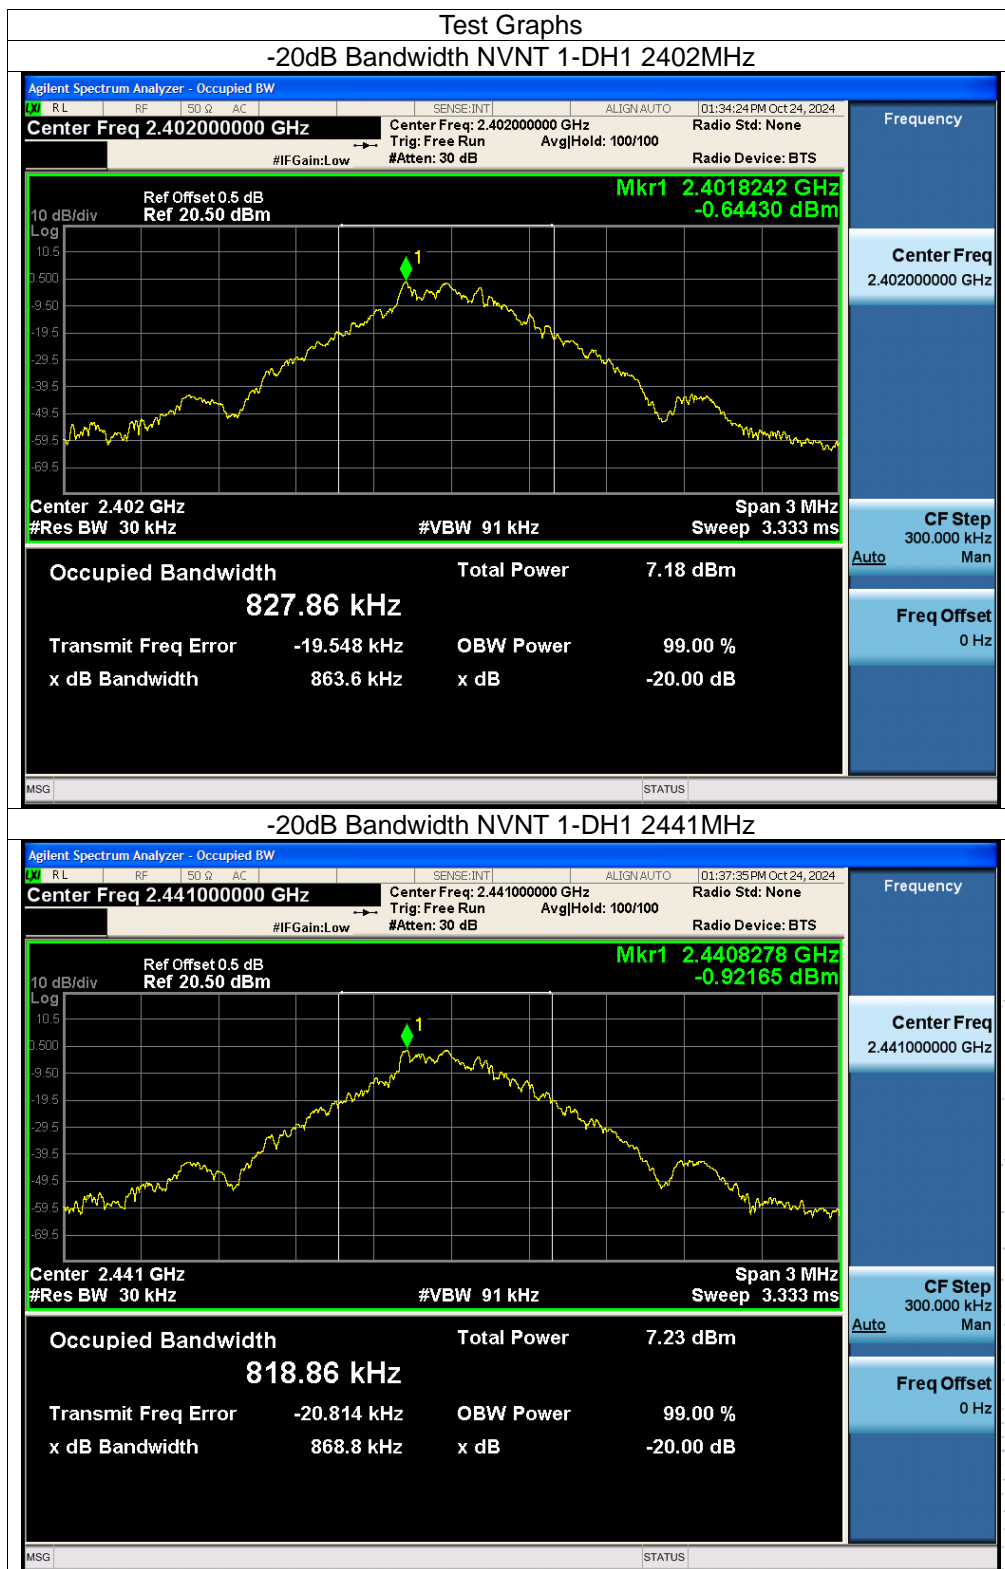 Test Graphs
-20dB Bandwidth NVNT 1-DH1 2402MHz
Agilent Spectrum Analyzer - Occupied BW
LXI RL RF 50 Ω AC SENSE:INT ALIGN AUTO 01:34:24 PM Oct 24, 2024
Center Freq 2.402000000 GHz
Center Freq: 2.402000000 GHz Radio Std: None
Trig: Free Run Avg|Hold: 100/100
#IFGain:Low #Atten: 30 dB Radio Device: BTS
Frequency
Mkr1 2.4018242 GHz
-0.64430 dBm
Ref Offset 0.5 dB
10 dB/div Ref 20.50 dBm
Log
10.5
0.500
-9.50
-19.5
-29.5
-39.5
-49.5
-59.5
-69.5
1
Center 2.402 GHz Span 3 MHz
#Res BW 30 kHz #VBW 91 kHz Sweep 3.333 ms
Center Freq
2.402000000 GHz
CF Step
300.000 kHz
Auto Man
Freq Offset
0 Hz
Occupied Bandwidth Total Power 7.18 dBm
827.86 kHz
Transmit Freq Error -19.548 kHz OBW Power 99.00 %
x dB Bandwidth 863.6 kHz x dB -20.00 dB
MSG STATUS
-20dB Bandwidth NVNT 1-DH1 2441MHz
Agilent Spectrum Analyzer - Occupied BW
LXI RL RF 50 Ω AC SENSE:INT ALIGN AUTO 01:37:35 PM Oct 24, 2024
Center Freq 2.441000000 GHz
Center Freq: 2.441000000 GHz Radio Std: None
Trig: Free Run Avg|Hold: 100/100
#IFGain:Low #Atten: 30 dB Radio Device: BTS
Frequency
Mkr1 2.4408278 GHz
-0.92165 dBm
Ref Offset 0.5 dB
10 dB/div Ref 20.50 dBm
Log
10.5
0.500
-9.50
-19.5
-29.5
-39.5
-49.5
-59.5
-69.5
1
Center 2.441 GHz Span 3 MHz
#Res BW 30 kHz #VBW 91 kHz Sweep 3.333 ms
Center Freq
2.441000000 GHz
CF Step
300.000 kHz
Auto Man
Freq Offset
0 Hz
Occupied Bandwidth Total Power 7.23 dBm
818.86 kHz
Transmit Freq Error -20.814 kHz OBW Power 99.00 %
x dB Bandwidth 868.8 kHz x dB -20.00 dB
MSG STATUS